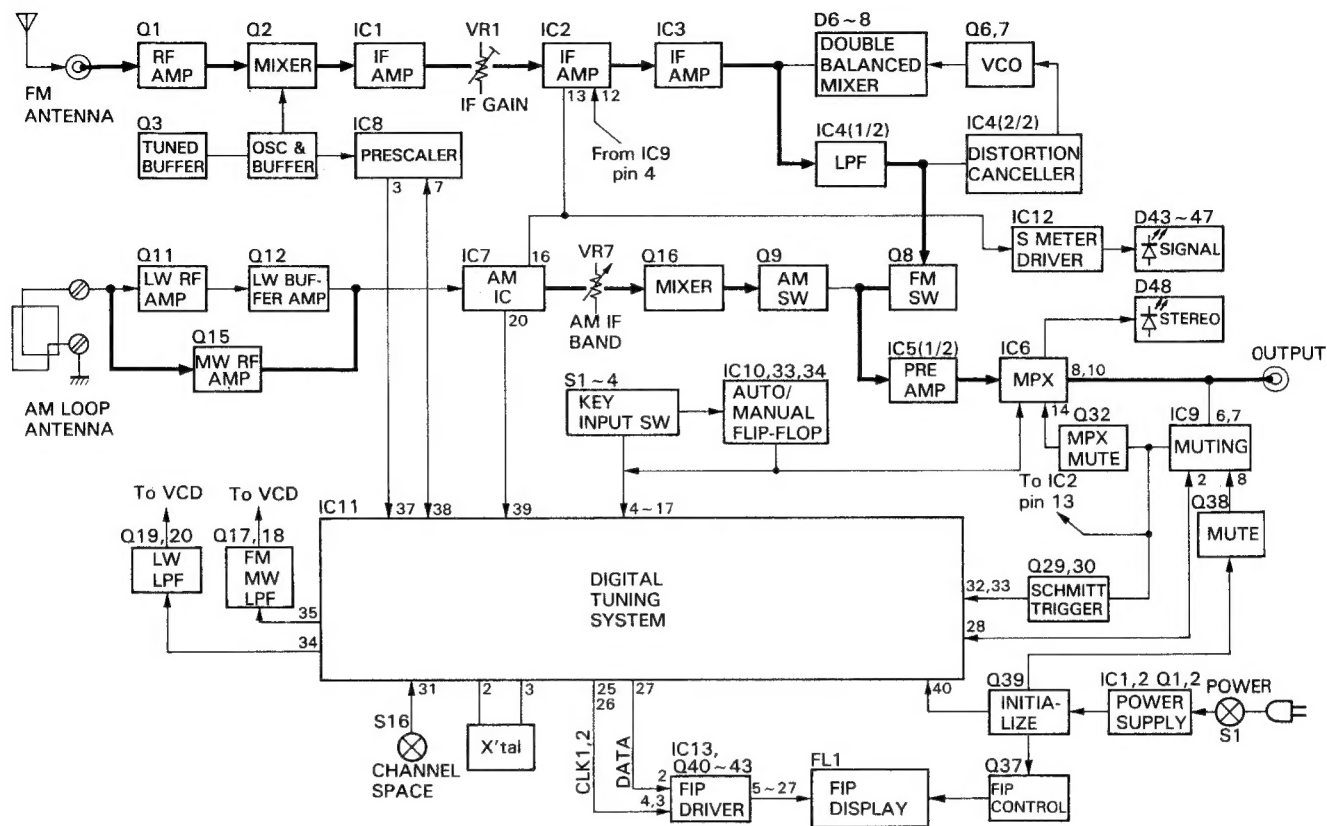 Q1
RF
AMP
Q2
MIXER
IC1
IF
AMP
VR1
IF GAIN
IC2
IF
AMP
13
12
IC3
IF
AMP
D6~8
DOUBLE
BALANCED
MIXER
Q6,7
VCO
FM
ANTENNA
Q3
TUNED
BUFFER
OSC &
BUFFER
IC8
PRESCALER
3
7
From IC9
pin 4
IC4(1/2)
LPF
IC4(2/2)
DISTORTION
CANCELLER
IC12
S METER
DRIVER
D43~47
SIGNAL
Q11
LW RF
AMP
Q12
LW BUF-
FER AMP
IC7
16
AM
IC
20
VR7
AM IF
BAND
Q16
MIXER
Q9
AM
SW
Q8
FM
SW
D48
STEREO
Q15
MW RF
AMP
AM LOOP
ANTENNA
S1~4
KEY
INPUT SW
IC10,33,34
AUTO/
MANUAL
FLIP-FLOP
IC5(1/2)
PRE
AMP
IC6
MPX
8,10
14
OUTPUT
Q32
MPX
MUTE
IC9
6,7
MUTING
2
8
To IC2
pin 13
Q38
MUTE
To VCD
Q19,20
LW
LPF
To VCD
Q17,18
FM
MW
LPF
35
34
IC11
37
38
39
4~17
DIGITAL
TUNING
SYSTEM
32,33
28
40
Q29,30
SCHMITT
TRIGGER
31
2
3
25
26
27
S16
CHANNEL
SPACE
X'tal
CLK1,2
DATA
IC13,
Q40~43
2
4,3
FIP
DRIVER
5~27
FL1
FIP
DISPLAY
Q39
INITIA-
LIZE
IC1,2 Q1,2
POWER
SUPPLY
POWER
S1
Q37
FIP
CONTROL